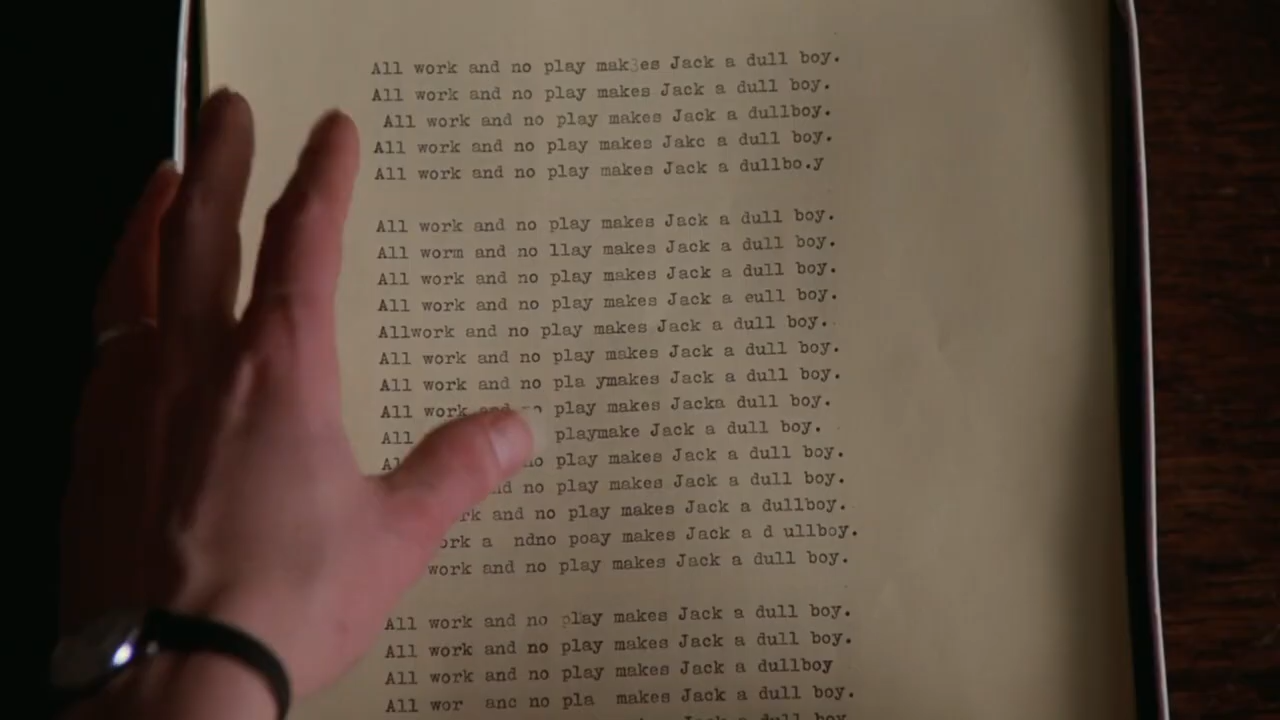 All work and no play mak3es Jack a dull boy.
All work and no play makes Jack a dull boy.
All work and no play makes Jack a dullboy.
All work and no play makes Jakc a dull boy.
All work and no play makes Jack a dullbo.y
All work and no play makes Jack a dull boy.
All worm and no llay makes Jack a dull boy.
All work and no play makes Jack a dull boy.
All work and no play makes Jack a eull boy.
Allwork and no play makes Jack a dull boy.
All work and no play makes Jack a dull boy.
All work and no pla ymakes Jack a dull boy.
All work play makes Jacka dull boy.
All playmake Jack a dull boy.
play makes Jack a dull boy.
no play makes Jack a dull boy.
and no play makes Jack a dullboy.
a ndno poay makes Jack a d ullboy.
work and no play makes Jack a dull boy.
All work and no play makes Jack a dull boy.
All work and no play makes Jack a dull boy.
All work and no play makes Jack a dullboy
All wor anc no pla makes Jack a dull boy.